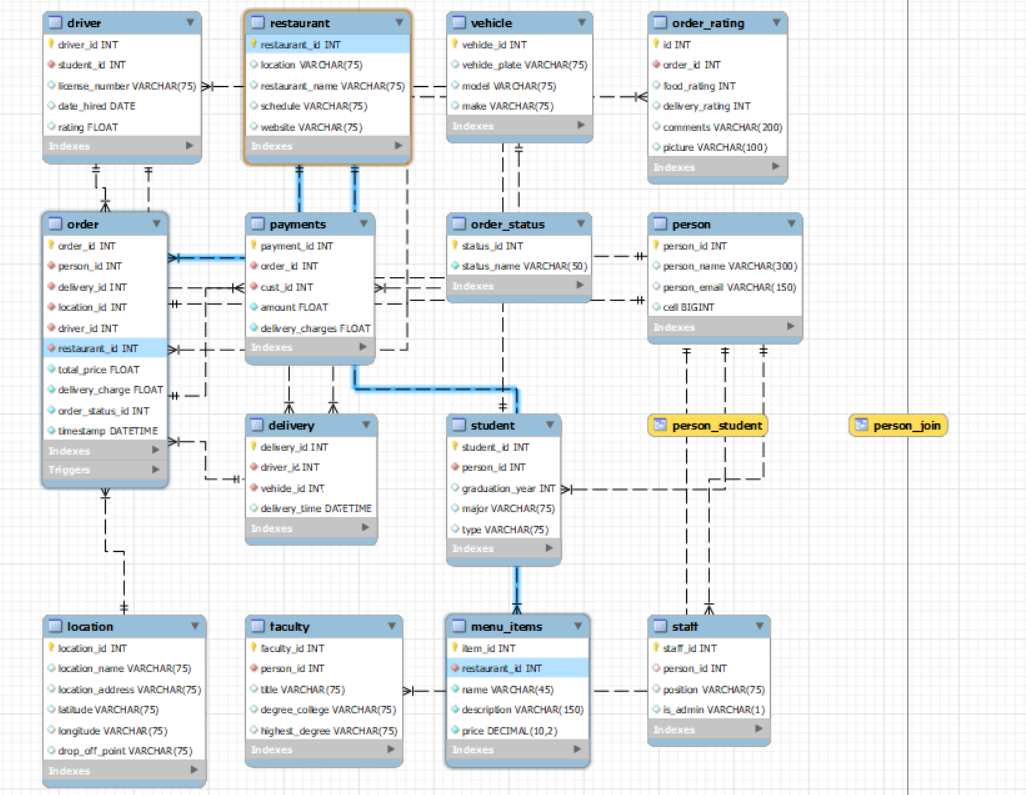 driver
driver_id INT
student_id INT
license_number VARCHAR(75)
date_hired DATE
rating FLOAT
Indexes
restaurant
restaurant_id INT
location VARCHAR(75)
restaurant_name VARCHAR(75)
schedule VARCHAR(75)
website VARCHAR(75)
Indexes
vehicle
vehicle_id INT
vehicle_plate VARCHAR(75)
model VARCHAR(75)
make VARCHAR(75)
Indexes
order_rating
id INT
order_id INT
food_rating INT
delivery_rating INT
comments VARCHAR(200)
picture VARCHAR(100)
Indexes
order
order_id INT
person_id INT
delivery_id INT
location_id INT
driver_id INT
restaurant_id INT
total_price FLOAT
delivery_charge FLOAT
order_status_id INT
timestamp DATETIME
Indexes
Triggers
payments
payment_id INT
order_id INT
cust_id INT
amount FLOAT
delivery_charges FLOAT
Indexes
order_status
status_id INT
status_name VARCHAR(50)
Indexes
person
person_id INT
person_name VARCHAR(300)
person_email VARCHAR(150)
cell BIGINT
Indexes
delivery
delivery_id INT
driver_id INT
vehicle_id INT
delivery_time DATETIME
Indexes
student
student_id INT
person_id INT
graduation_year INT
major VARCHAR(75)
type VARCHAR(75)
Indexes
person_student
person_join
location
location_id INT
location_name VARCHAR(75)
location_address VARCHAR(75)
latitude VARCHAR(75)
longitude VARCHAR(75)
drop_off_point VARCHAR(75)
Indexes
faculty
faculty_id INT
person_id INT
title VARCHAR(75)
degree_college VARCHAR(75)
highest_degree VARCHAR(75)
Indexes
menu_items
item_id INT
restaurant_id INT
name VARCHAR(45)
description VARCHAR(150)
price DECIMAL(10,2)
Indexes
staff
staff_id INT
person_id INT
position VARCHAR(75)
is_admin VARCHAR(1)
Indexes